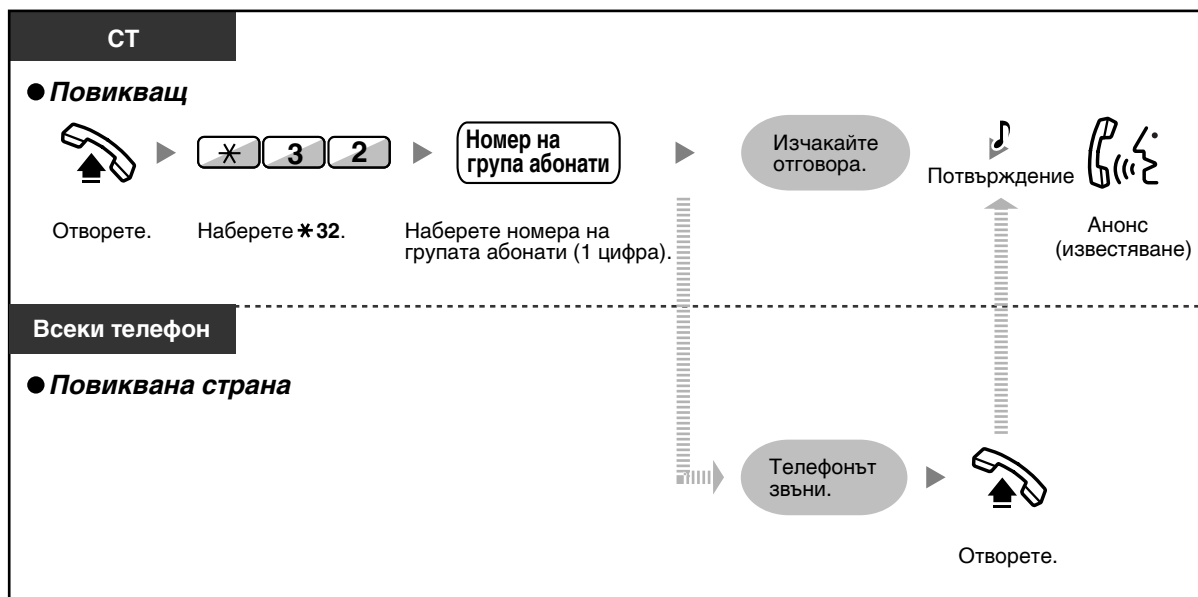 СТ
● Повикващ
✳ 3 2
Номер на
група абонати
Изчакайте
отговора.
Потвърждение
Отворете.
Наберете ✳32.
Наберете номера на
групата абонати (1 цифра).
Анонс
(известяване)
Всеки телефон
● Повиквана страна
Телефонът
звъни.
Отворете.